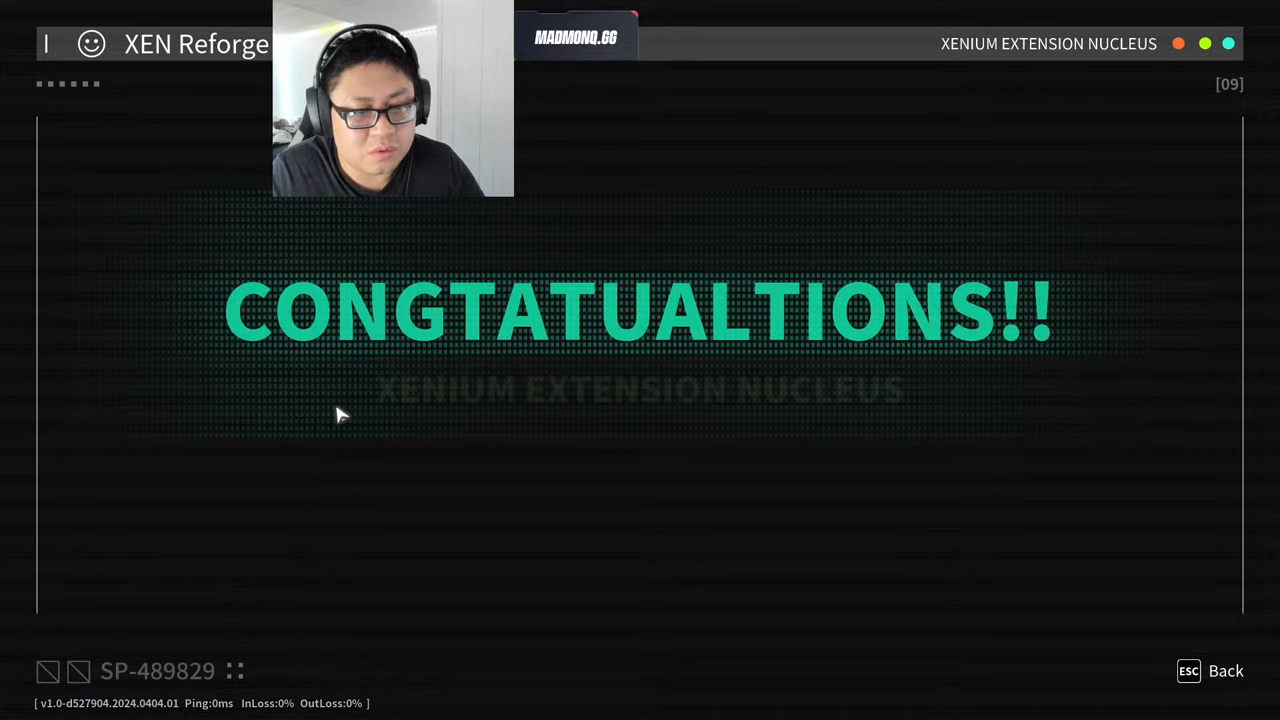 XEN Reforge
MADMONQ.GG
XENIUM EXTENSION NUCLEUS
[09]
CONGTATUALTIONS!!
XENIUM EXTENSION NUCLEUS
SP-489829
ESC Back
[ v1.0-d527904.2024.0404.01 Ping:0ms InLoss:0% OutLoss:0% ]